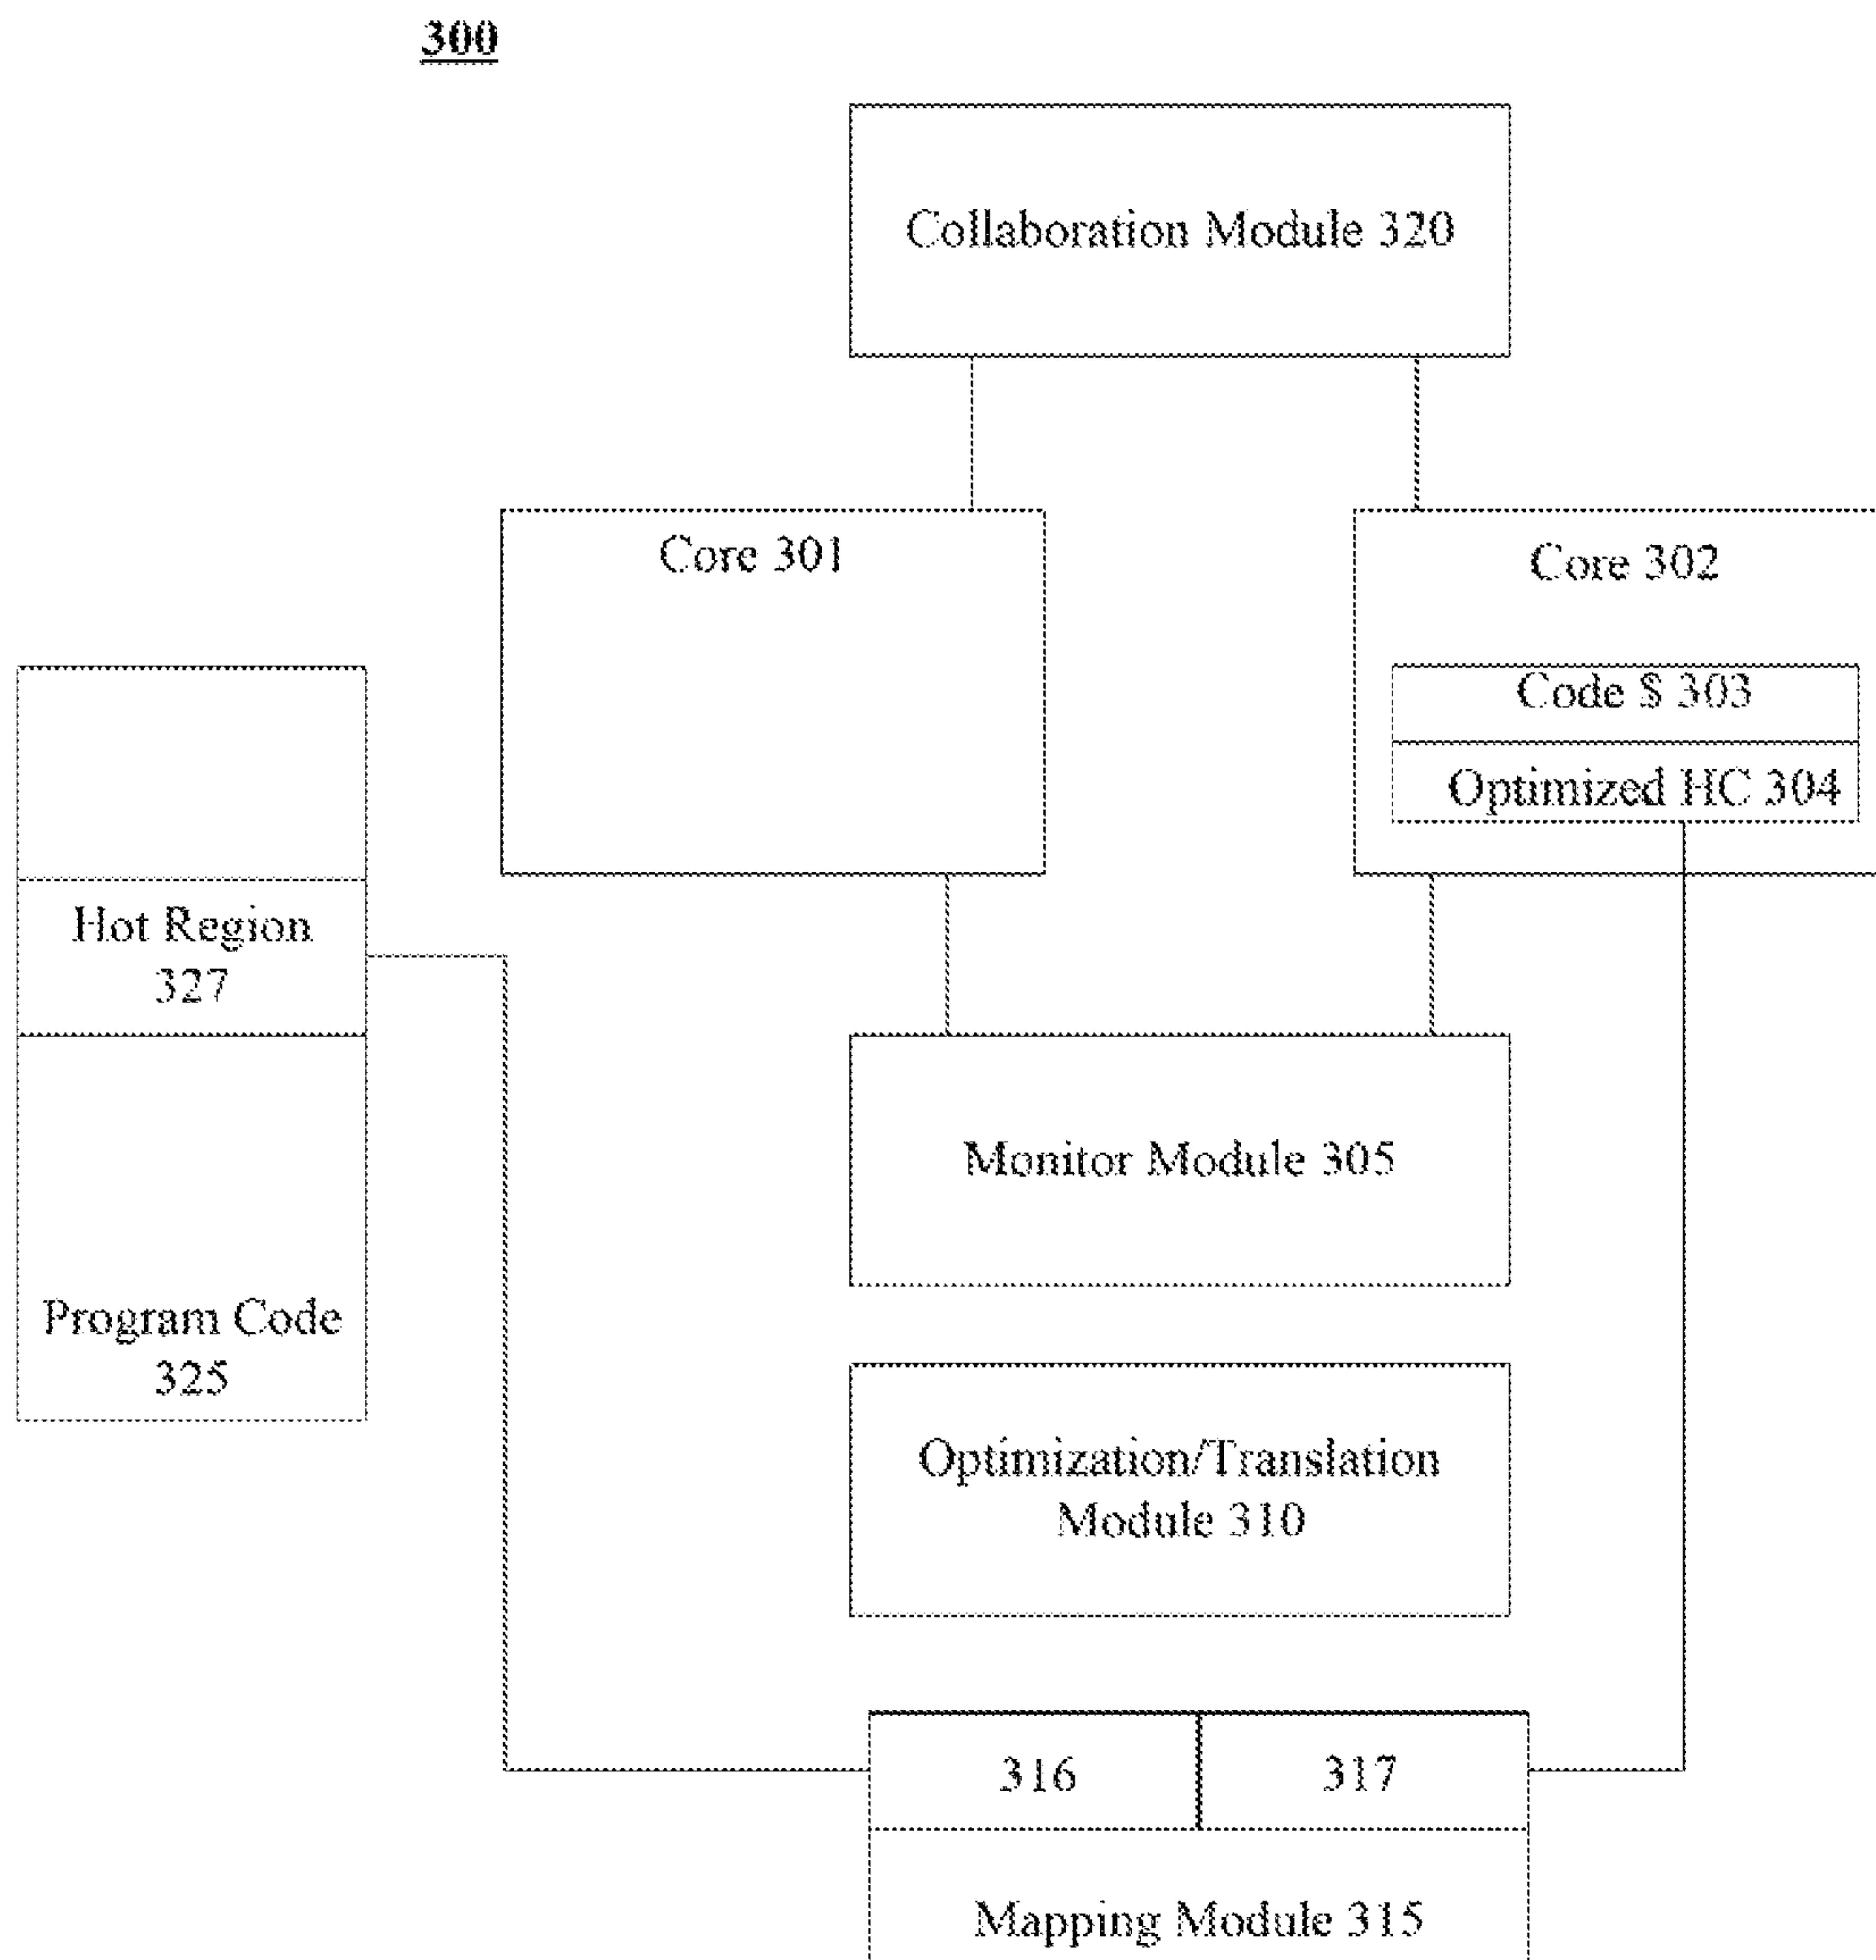 300
Collaboration Module 320
Core 301
Core 302
Code $ 303
Optimized HC 304
Hot Region
327
Monitor Module 305
Program Code
325
Optimization/Translation
Module 310
316
317
Mapping Module 315